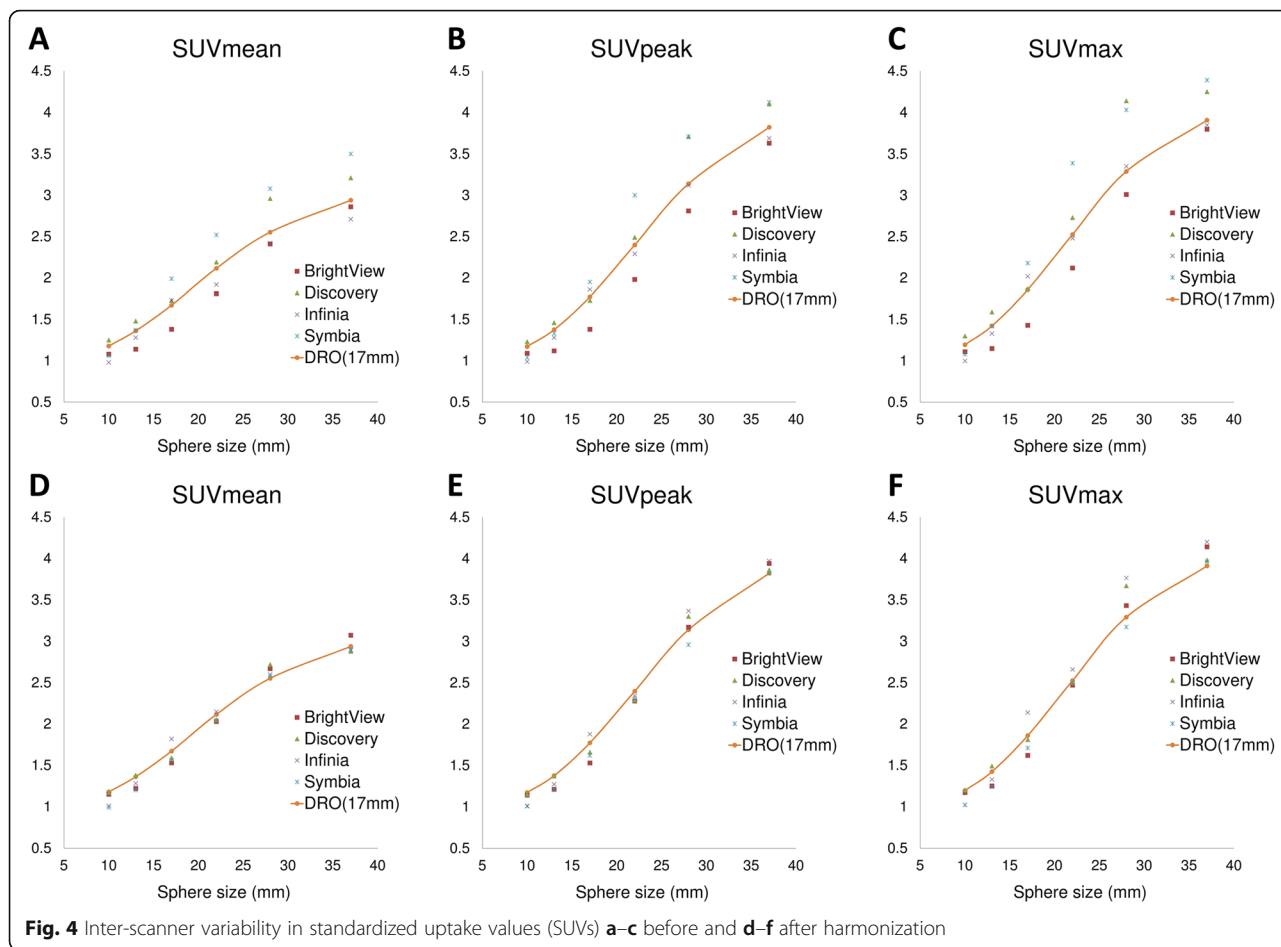 A
SUVmean
4.5
4
3.5
3
2.5
2
1.5
1
0.5
5 10 15 20 25 30 35 40
Sphere size (mm)
BrightView
Discovery
Infinia
Symbia
DRO(17mm)
B
SUVpeak
4.5
4
3.5
3
2.5
2
1.5
1
0.5
5 10 15 20 25 30 35 40
Sphere size (mm)
BrightView
Discovery
Infinia
Symbia
DRO(17mm)
C
SUVmax
4.5
4
3.5
3
2.5
2
1.5
1
0.5
5 10 15 20 25 30 35 40
Sphere size (mm)
BrightView
Discovery
Infinia
Symbia
DRO(17mm)
D
SUVmean
4.5
4
3.5
3
2.5
2
1.5
1
0.5
5 10 15 20 25 30 35 40
Sphere size (mm)
BrightView
Discovery
Infinia
Symbia
DRO(17mm)
E
SUVpeak
4.5
4
3.5
3
2.5
2
1.5
1
0.5
5 10 15 20 25 30 35 40
Sphere size (mm)
BrightView
Discovery
Infinia
Symbia
DRO(17mm)
F
SUVmax
4.5
4
3.5
3
2.5
2
1.5
1
0.5
5 10 15 20 25 30 35 40
Sphere size (mm)
BrightView
Discovery
Infinia
Symbia
DRO(17mm)
Fig. 4 Inter-scanner variability in standardized uptake values (SUVs) a–c before and d–f after harmonization